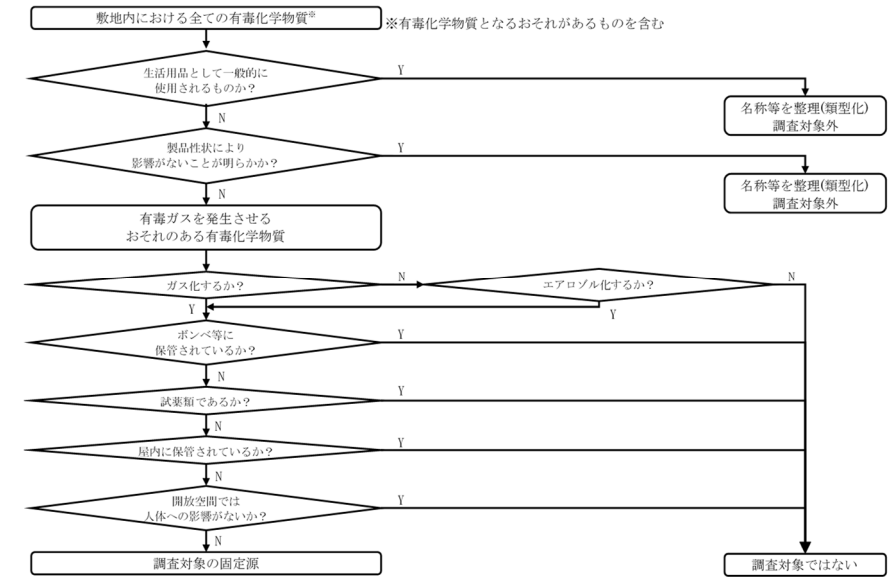 敷地内における全ての有毒化学物質※
※有毒化学物質となるおそれがあるものを含む
生活用品として一般的に
使用されるものか？
Y
名称等を整理(類型化)
調査対象外
N
製品性状により
影響がないことが明らかか？
Y
名称等を整理(類型化)
調査対象外
N
有毒ガスを発生させる
おそれのある有毒化学物質
ガス化するか？
N
エアロゾル化するか？
N
Y
Y
ボンベ等に
保管されているか？
Y
N
試薬類であるか？
Y
N
屋内に保管されているか？
Y
N
開放空間では
人体への影響がないか？
Y
N
調査対象の固定源
調査対象ではない